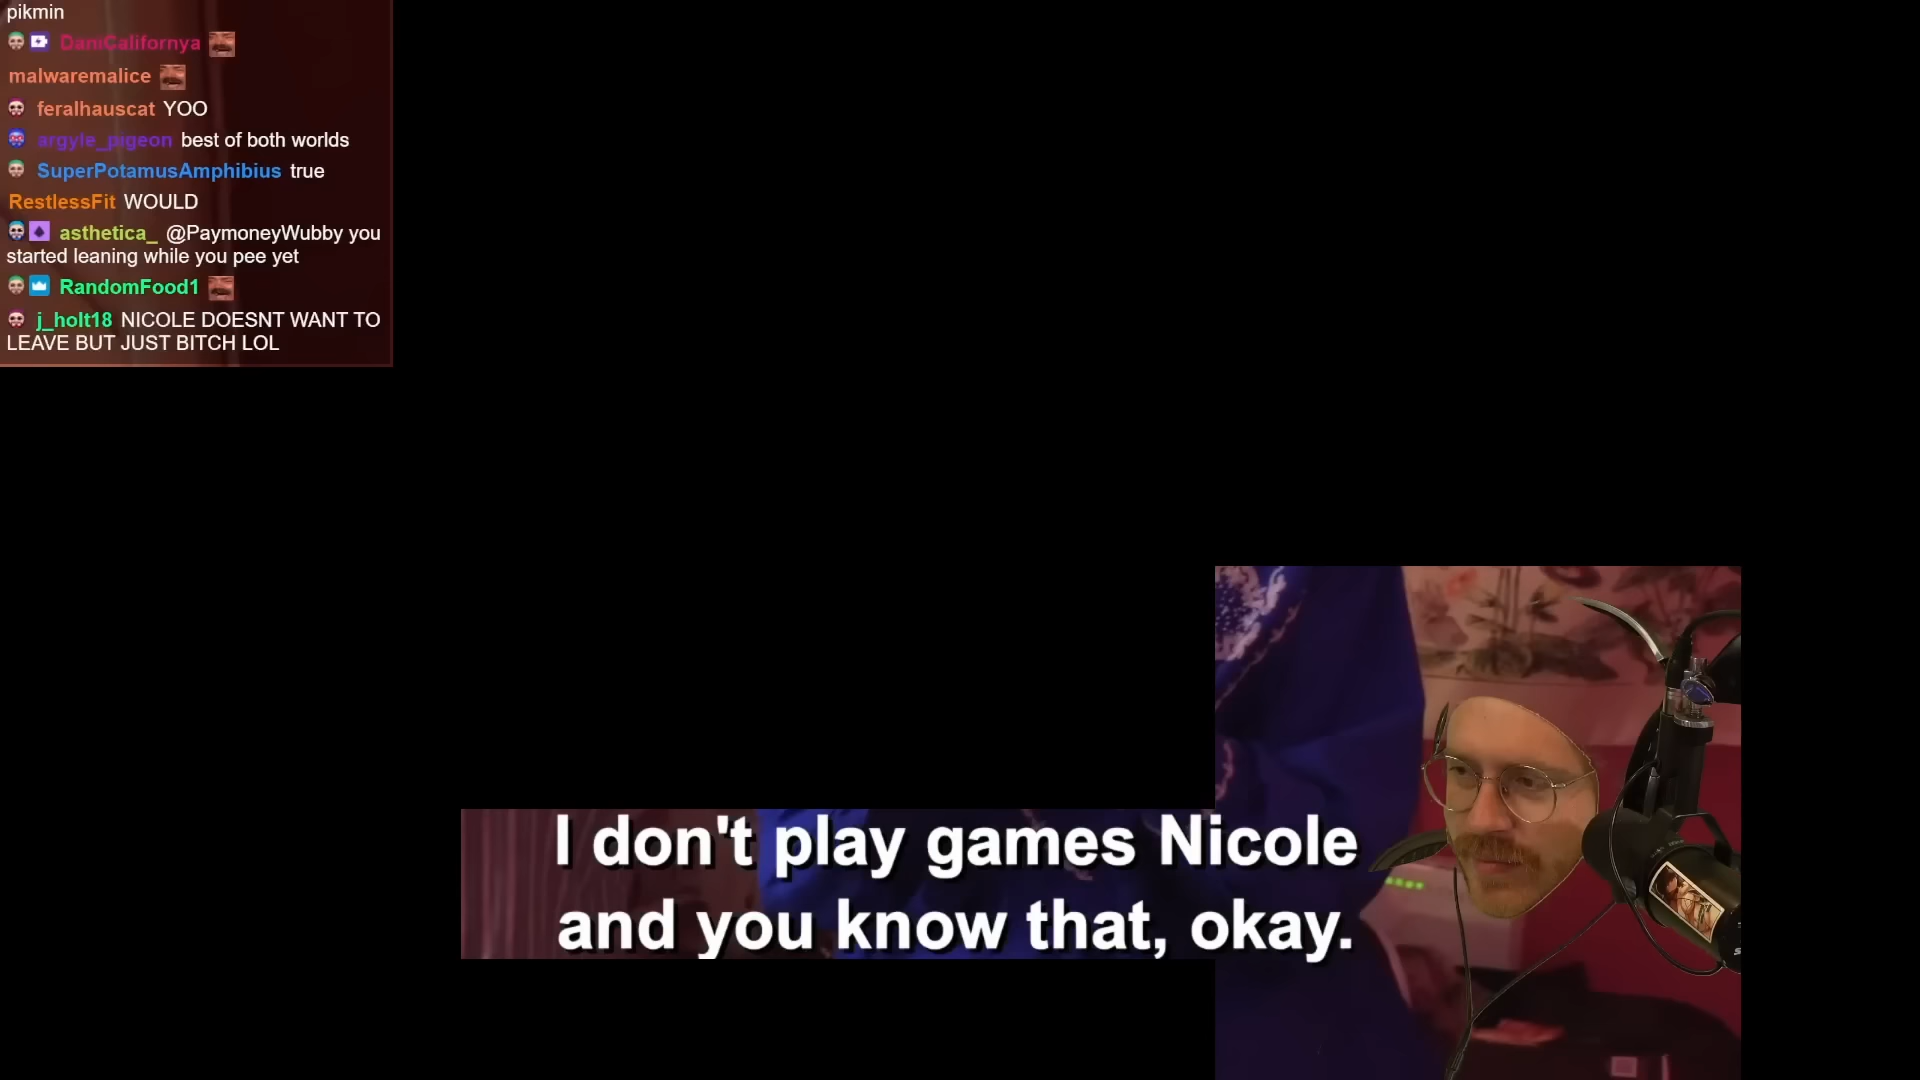 pikmin
DaniCalifornya
malwaremalice
feralhauscat YOO
argyle_pigeon best of both worlds
SuperPotamusAmphibius true
RestlessFit WOULD
asthetica_ @PaymoneyWubby you
started leaning while you pee yet
RandomFood1
j_holt18 NICOLE DOESNT WANT TO
LEAVE BUT JUST BITCH LOL
I don't play games Nicole
and you know that, okay.